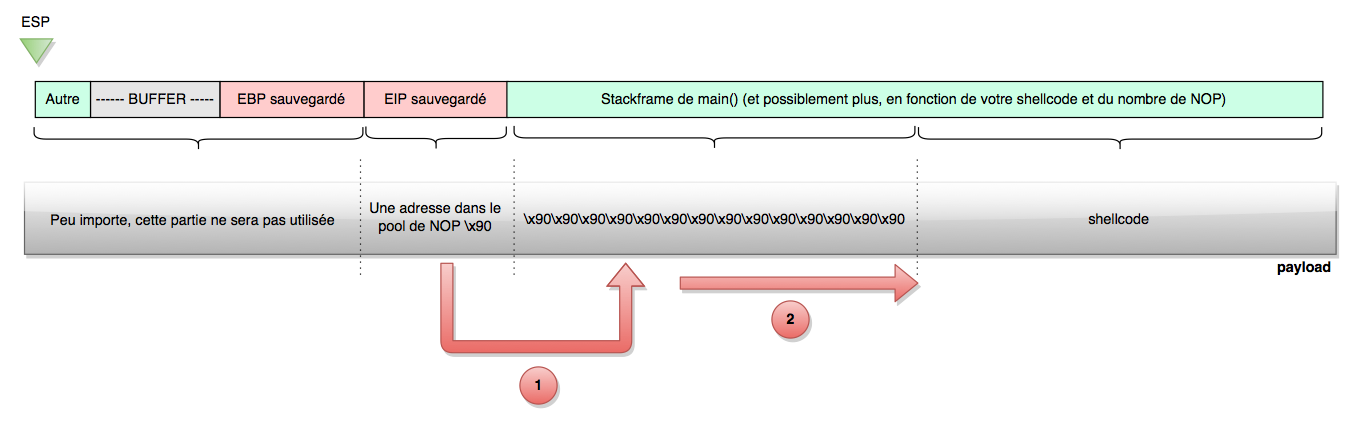 ESP
Autre
------ BUFFER -----
EBP sauvegardé
EIP sauvegardé
Stackframe de main() (et possiblement plus, en fonction de votre shellcode et du nombre de NOP)
Peu importe, cette partie ne sera pas utilisée
Une adresse dans le
pool de NOP \x90
\x90\x90\x90\x90\x90\x90\x90\x90\x90\x90\x90\x90\x90\x90
shellcode
payload
1
2